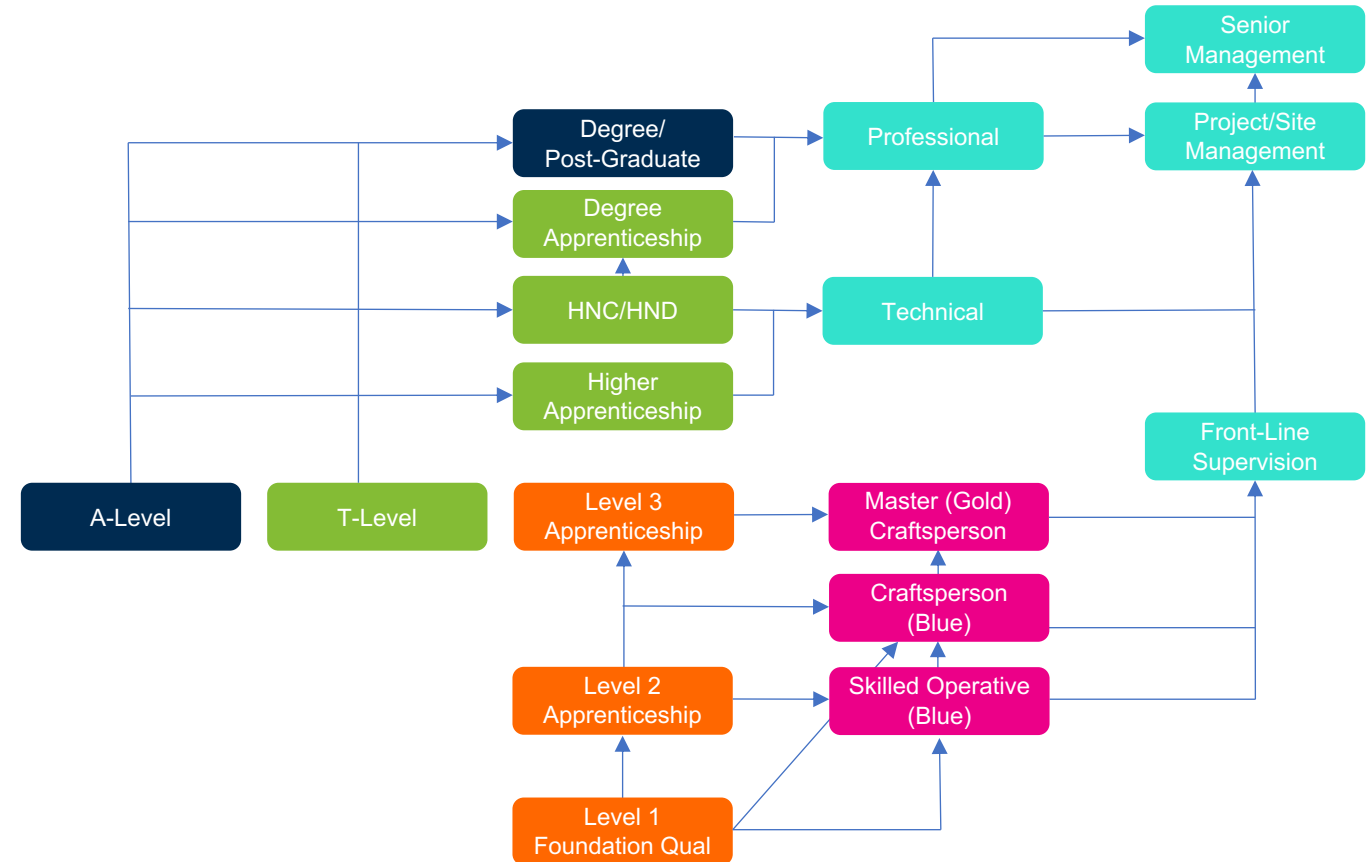 Senior
Management
Degree/
Post-Graduate
Professional
Project/Site
Management
Degree
Apprenticeship
HNC/HND
Technical
Higher
Apprenticeship
Front-Line
Supervision
A-Level
T-Level
Level 3
Apprenticeship
Master (Gold)
Craftsperson
Craftsperson
(Blue)
Level 2
Apprenticeship
Skilled Operative
(Blue)
Level 1
Foundation Qual